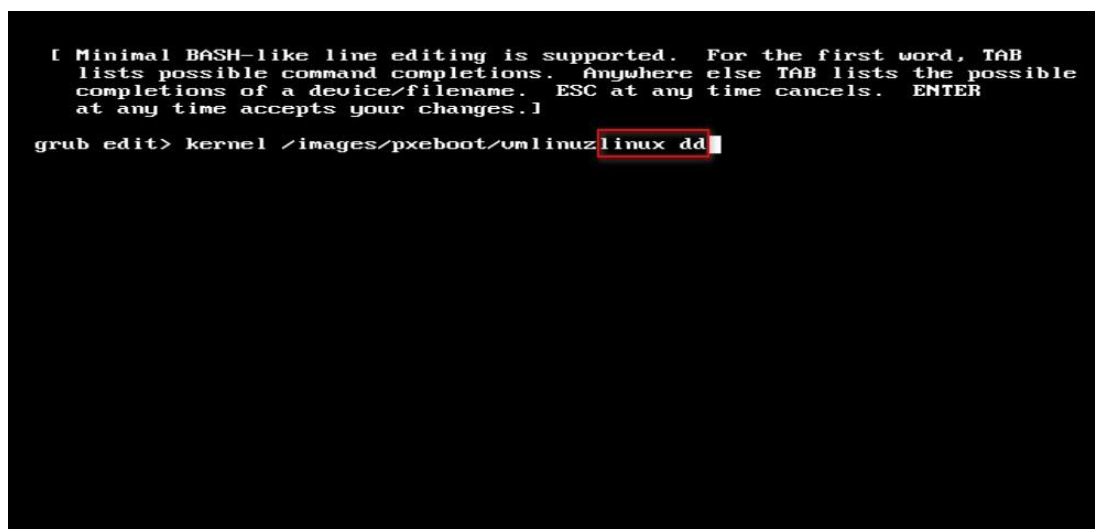 [ Minimal BASH-like line editing is supported.  For the first word, TAB
lists possible command completions.  Anywhere else TAB lists the possible
completions of a device/filename.  ESC at any time cancels.  ENTER
at any time accepts your changes.]
grub edit> kernel /images/pxeboot/vmlinuzlinux dd